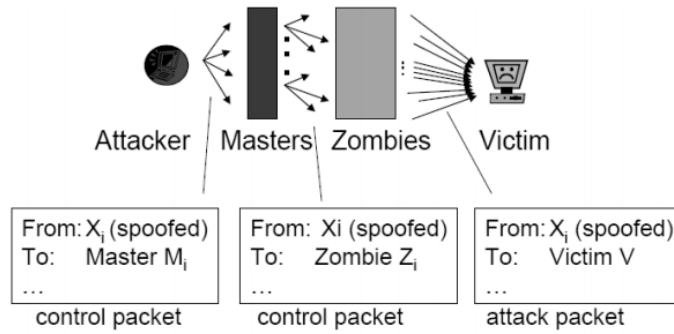 Attacker Masters Zombies Victim
From: Xi (spoofed)
To: Master Mi
...
control packet
From: Xi (spoofed)
To: Zombie Zi
...
control packet
From: Xi (spoofed)
To: Victim V
...
attack packet